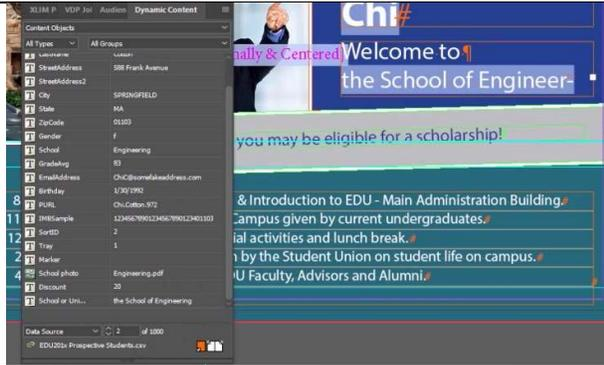 XLIM P VDP Joi Audien Dynamic Content
Content Objects
All Types All Groups
StreetAddress 588 Frank Avenue
StreetAddress2
City SPRINGFIELD
State MA
ZipCode 01103
Gender f
School Engineering
GradeAvg 83
EmailAddress ChiC@somefakeaddress.com
Birthday 1/30/1992
PURL Chi.Cotton.972
IMBSample 12345678901234567890123401103
SortID 2
Tray 1
Marker
School photo Engineering.pdf
Discount 20
School or Uni... the School of Engineering
Data Source 2 of 1000
EDU201x Prospective Students.csv
Chi#
nally & Centered)
Welcome to¶
the School of Engineer-
you may be eligible for a scholarship!
8 & Introduction to EDU - Main Administration Building.#
11 Campus given by current undergraduates.#
12 ial activities and lunch break.#
2 n by the Student Union on student life on campus.#
4 U Faculty, Advisors and Alumni.#